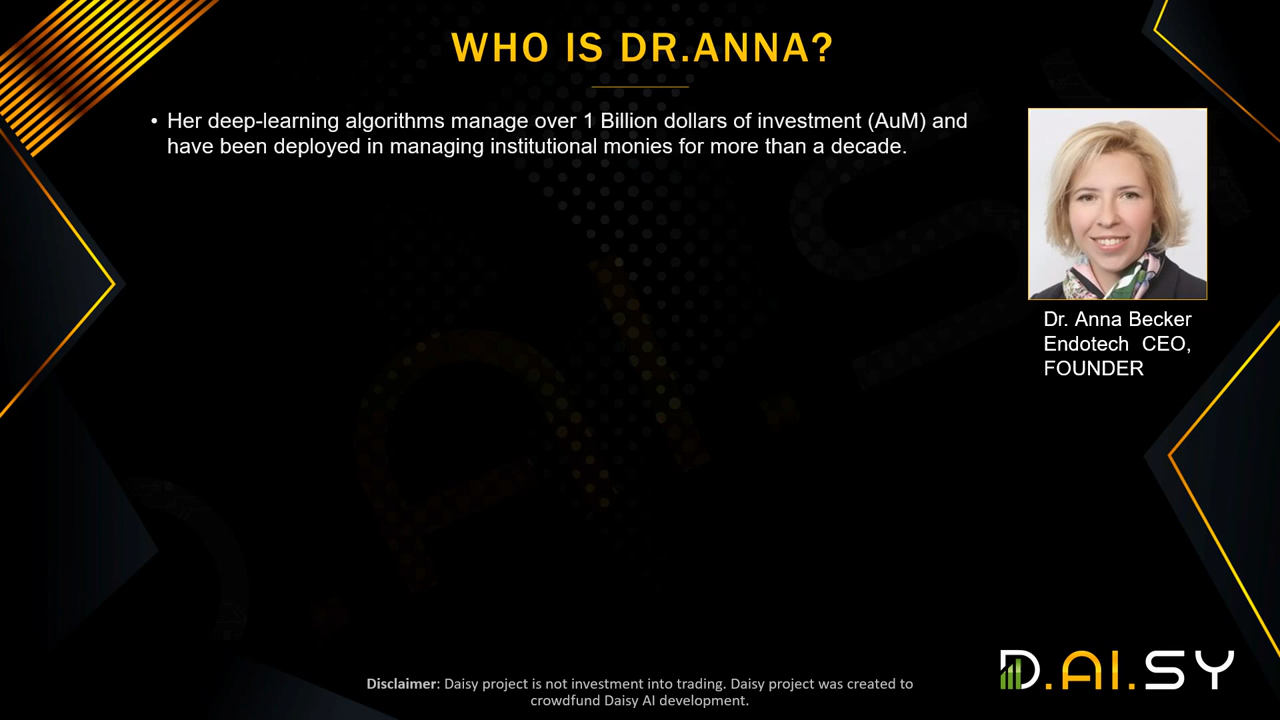 WHO IS DR.ANNA?
• Her deep-learning algorithms manage over 1 Billion dollars of investment (AuM) and
have been deployed in managing institutional monies for more than a decade.
Dr. Anna Becker
Endotech CEO,
FOUNDER
D.AI.SY
Disclaimer: Daisy project is not investment into trading. Daisy project was created to
crowdfund Daisy AI development.